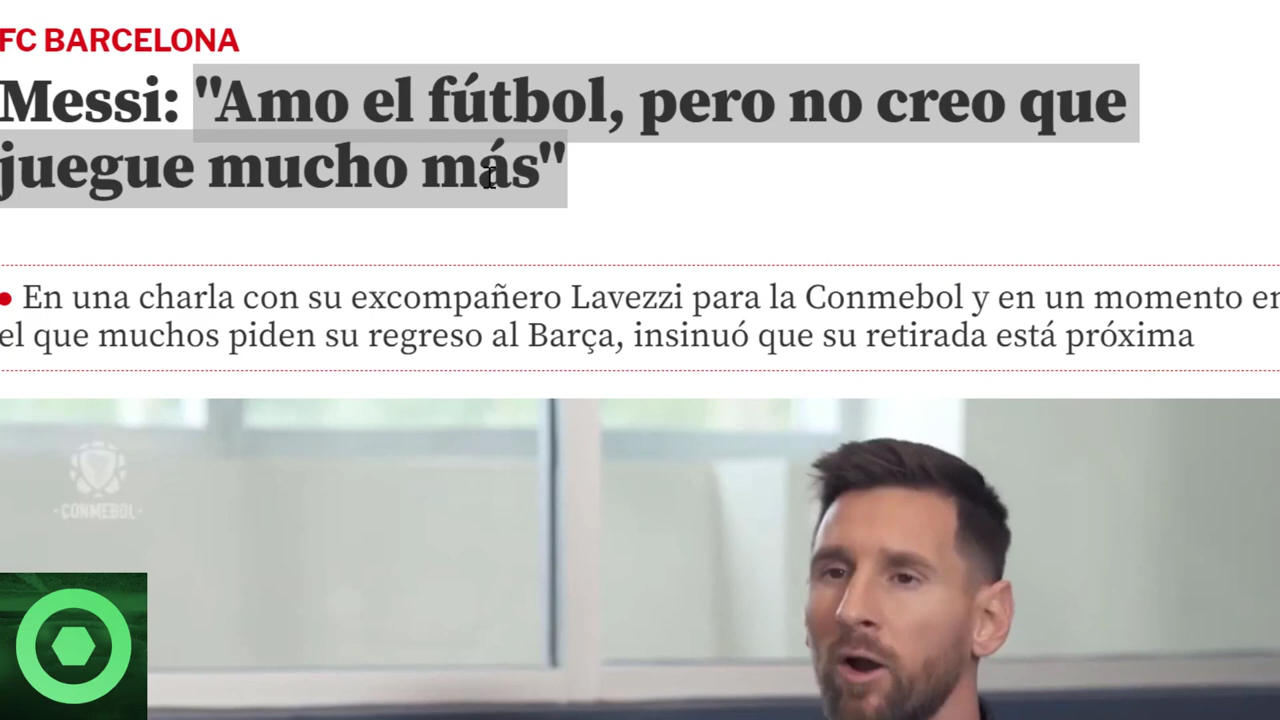 FC BARCELONA
Messi: "Amo el fútbol, pero no creo que
juegue mucho más"
• En una charla con su excompañero Lavezzi para la Conmebol y en un momento en
el que muchos piden su regreso al Barça, insinuó que su retirada está próxima
·CONMEBOL·